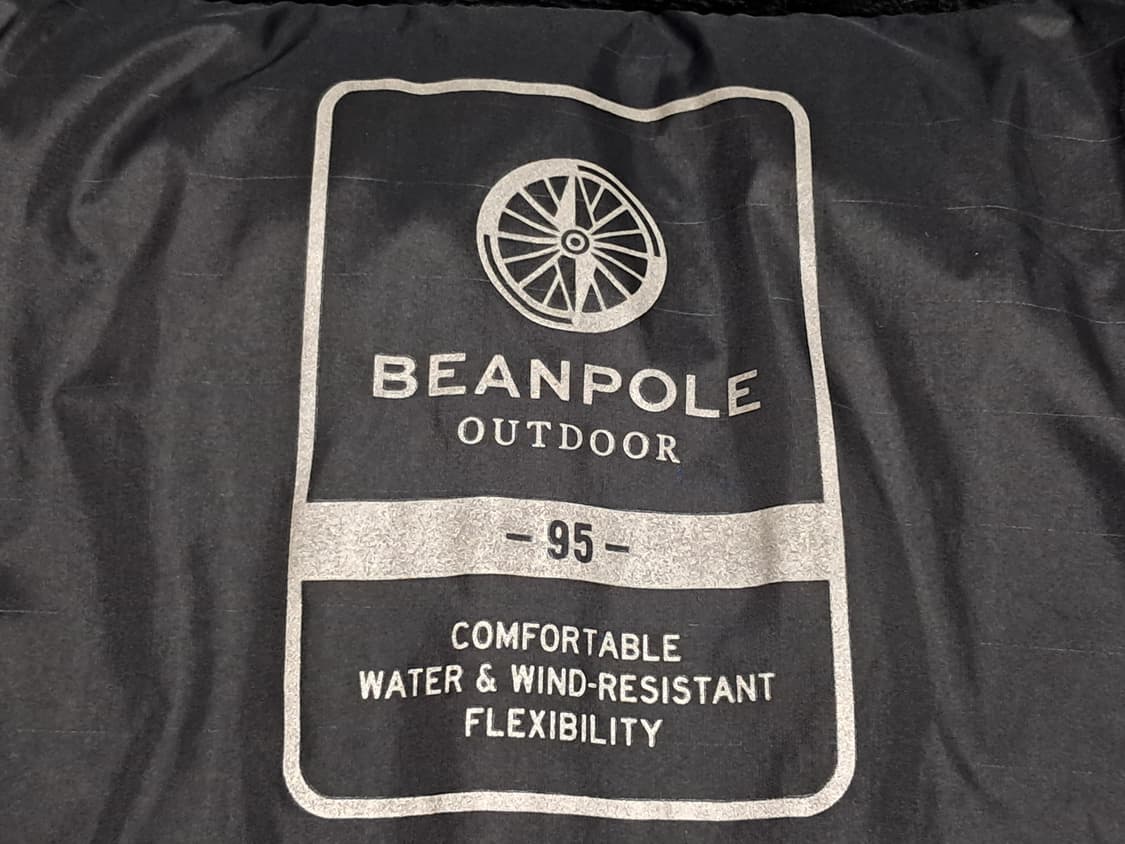 BEANPOLE
OUTDOOR
- 95 -
COMFORTABLE
WATER & WIND-RESISTANT
FLEXIBILITY